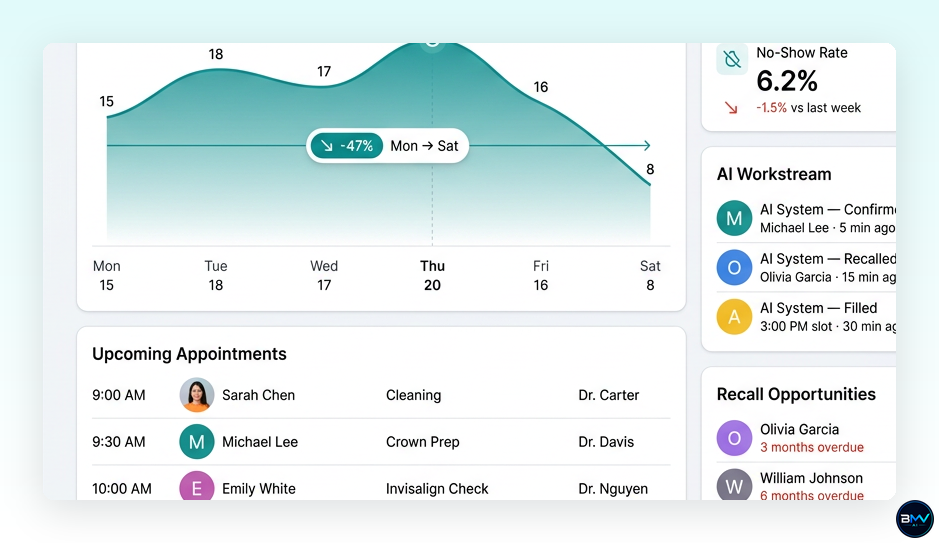 18
17
15
16
8
-47% Mon → Sat
Mon Tue Wed Thu Fri Sat
15 18 17 20 16 8
Upcoming Appointments
9:00 AM Sarah Chen Cleaning Dr. Carter
9:30 AM M Michael Lee Crown Prep Dr. Davis
10:00 AM E Emily White Invisalign Check Dr. Nguyen
No-Show Rate
6.2%
-1.5% vs last week
AI Workstream
M
AI System — Confirme
Michael Lee · 5 min ago
O
AI System — Recalled
Olivia Garcia · 15 min ag
A
AI System — Filled
3:00 PM slot · 30 min ag
Recall Opportunities
O
Olivia Garcia
3 months overdue
W
William Johnson
6 months overdue
BMV